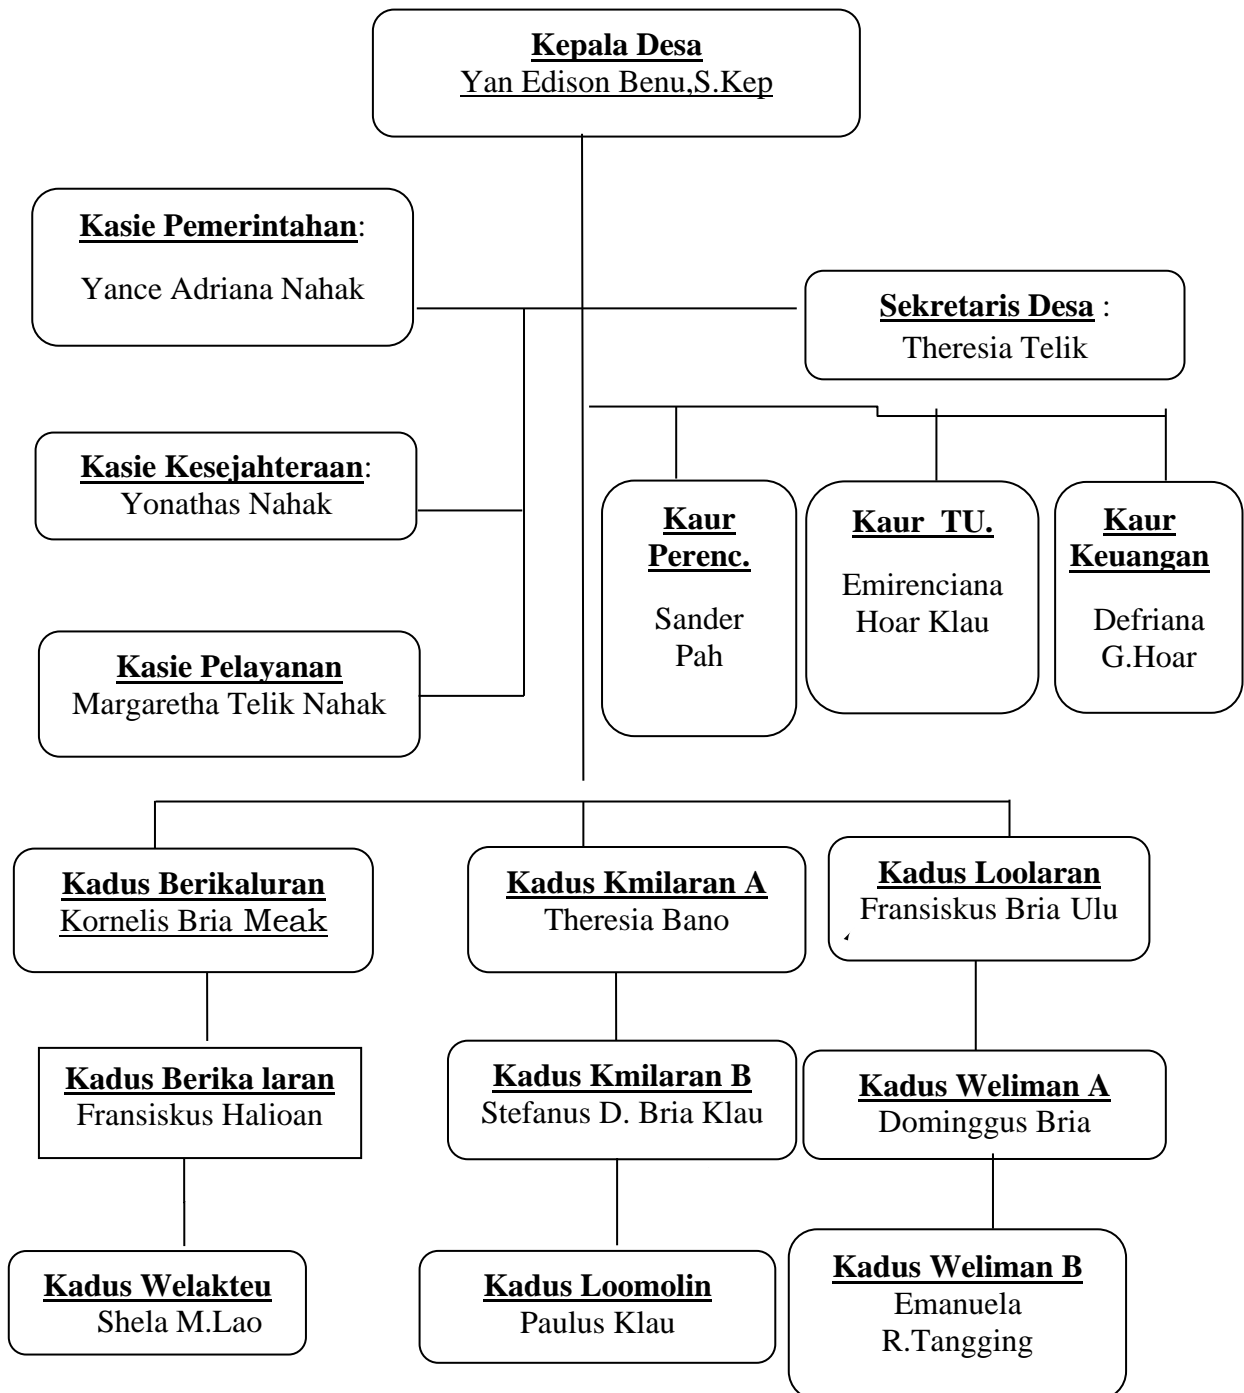 Kepala Desa
Yan Edison Benu,S.Kep
Kasie Pemerintahan:
Yance Adriana Nahak
Sekretaris Desa :
Theresia Telik
Kasie Kesejahteraan:
Yonathas Nahak
Kaur
Perenc.
Sander
Pah
Kaur TU.
Emirenciana
Hoar Klau
Kaur
Keuangan
Defriana
G.Hoar
Kasie Pelayanan
Margaretha Telik Nahak
Kadus Berikaluran
Kornelis Bria Meak
Kadus Kmilaran A
Theresia Bano
Kadus Loolaran
Fransiskus Bria Ulu
Kadus Berika laran
Fransiskus Halioan
Kadus Kmilaran B
Stefanus D. Bria Klau
Kadus Weliman A
Dominggus Bria
Kadus Welakteu
Shela M.Lao
Kadus Loomolin
Paulus Klau
Kadus Weliman B
Emanuela
R.Tangging